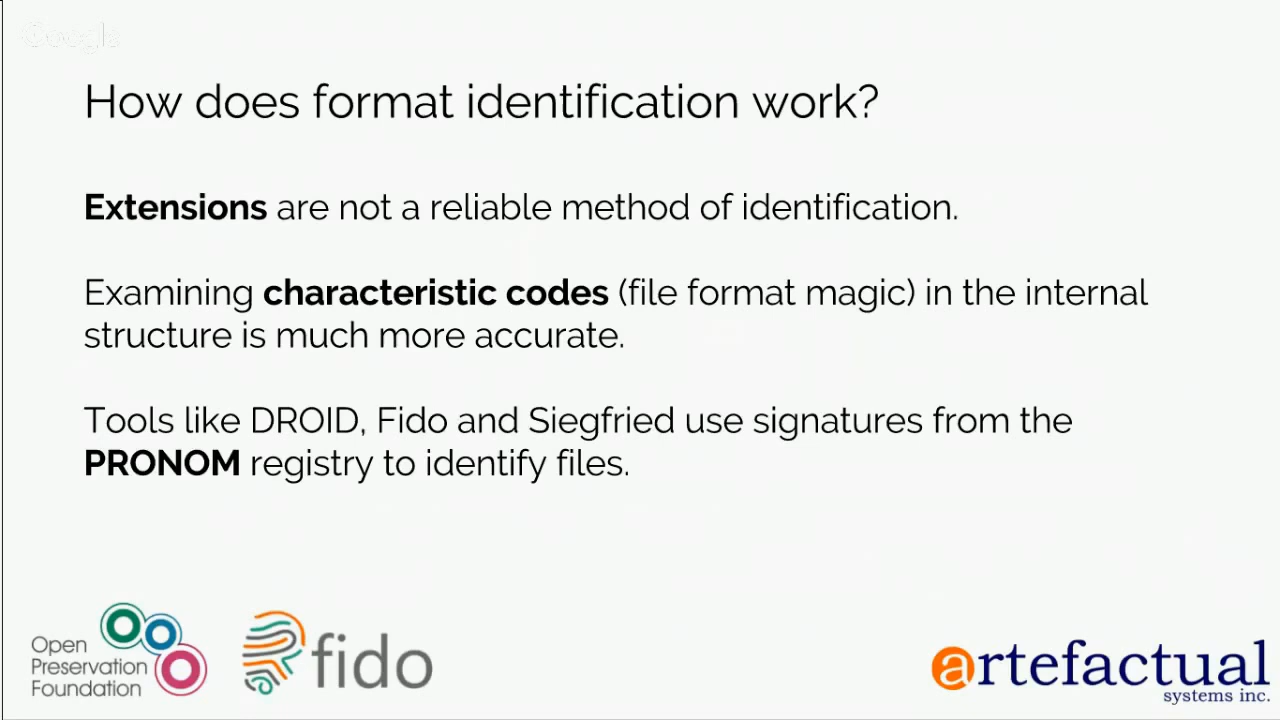 Google
How does format identification work?
Extensions are not a reliable method of identification.
Examining characteristic codes (file format magic) in the internal
structure is much more accurate.
Tools like DROID, Fido and Siegfried use signatures from the
PRONOM registry to identify files.
Open
Preservation
Foundation
fido
artefactual
systems inc.